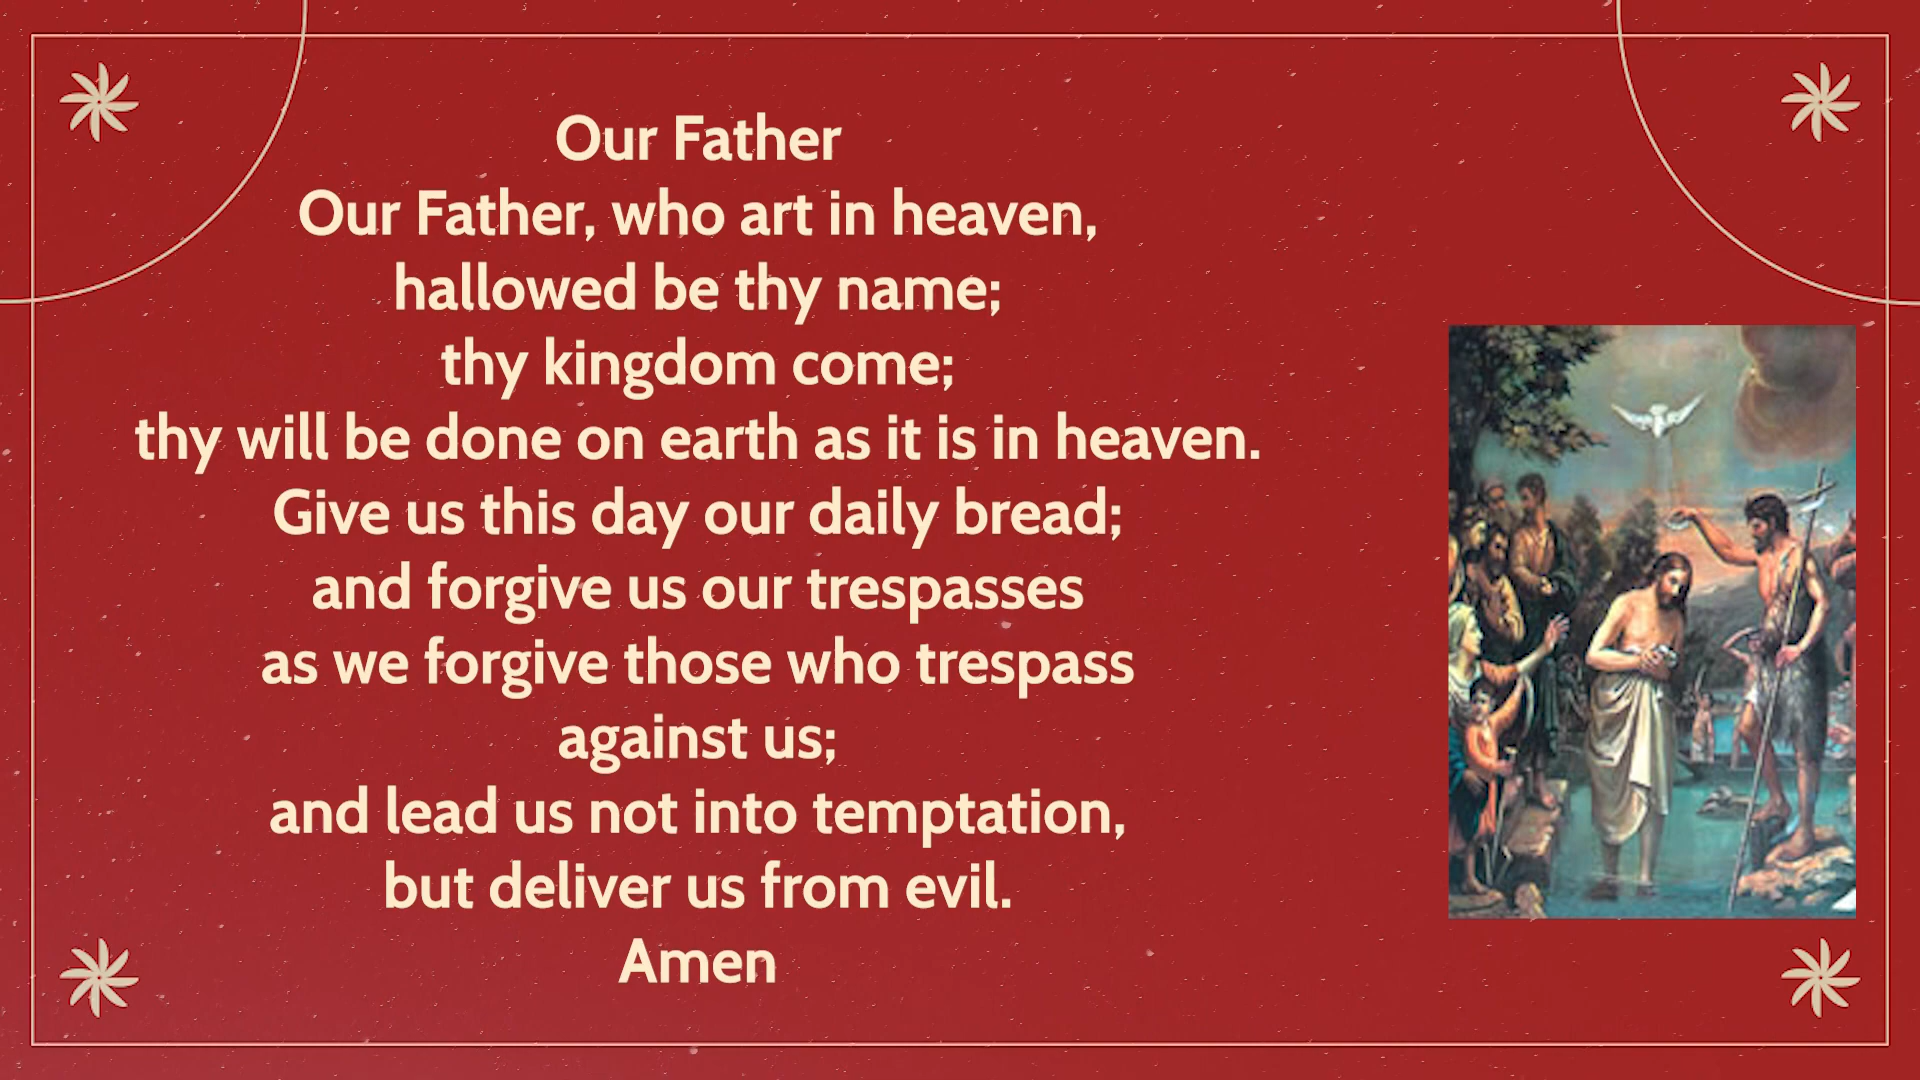 Our Father
Our Father, who art in heaven,
hallowed be thy name;
thy kingdom come;
thy will be done on earth as it is in heaven.
Give us this day our daily bread;
and forgive us our trespasses
as we forgive those who trespass
against us;
and lead us not into temptation,
but deliver us from evil.
Amen